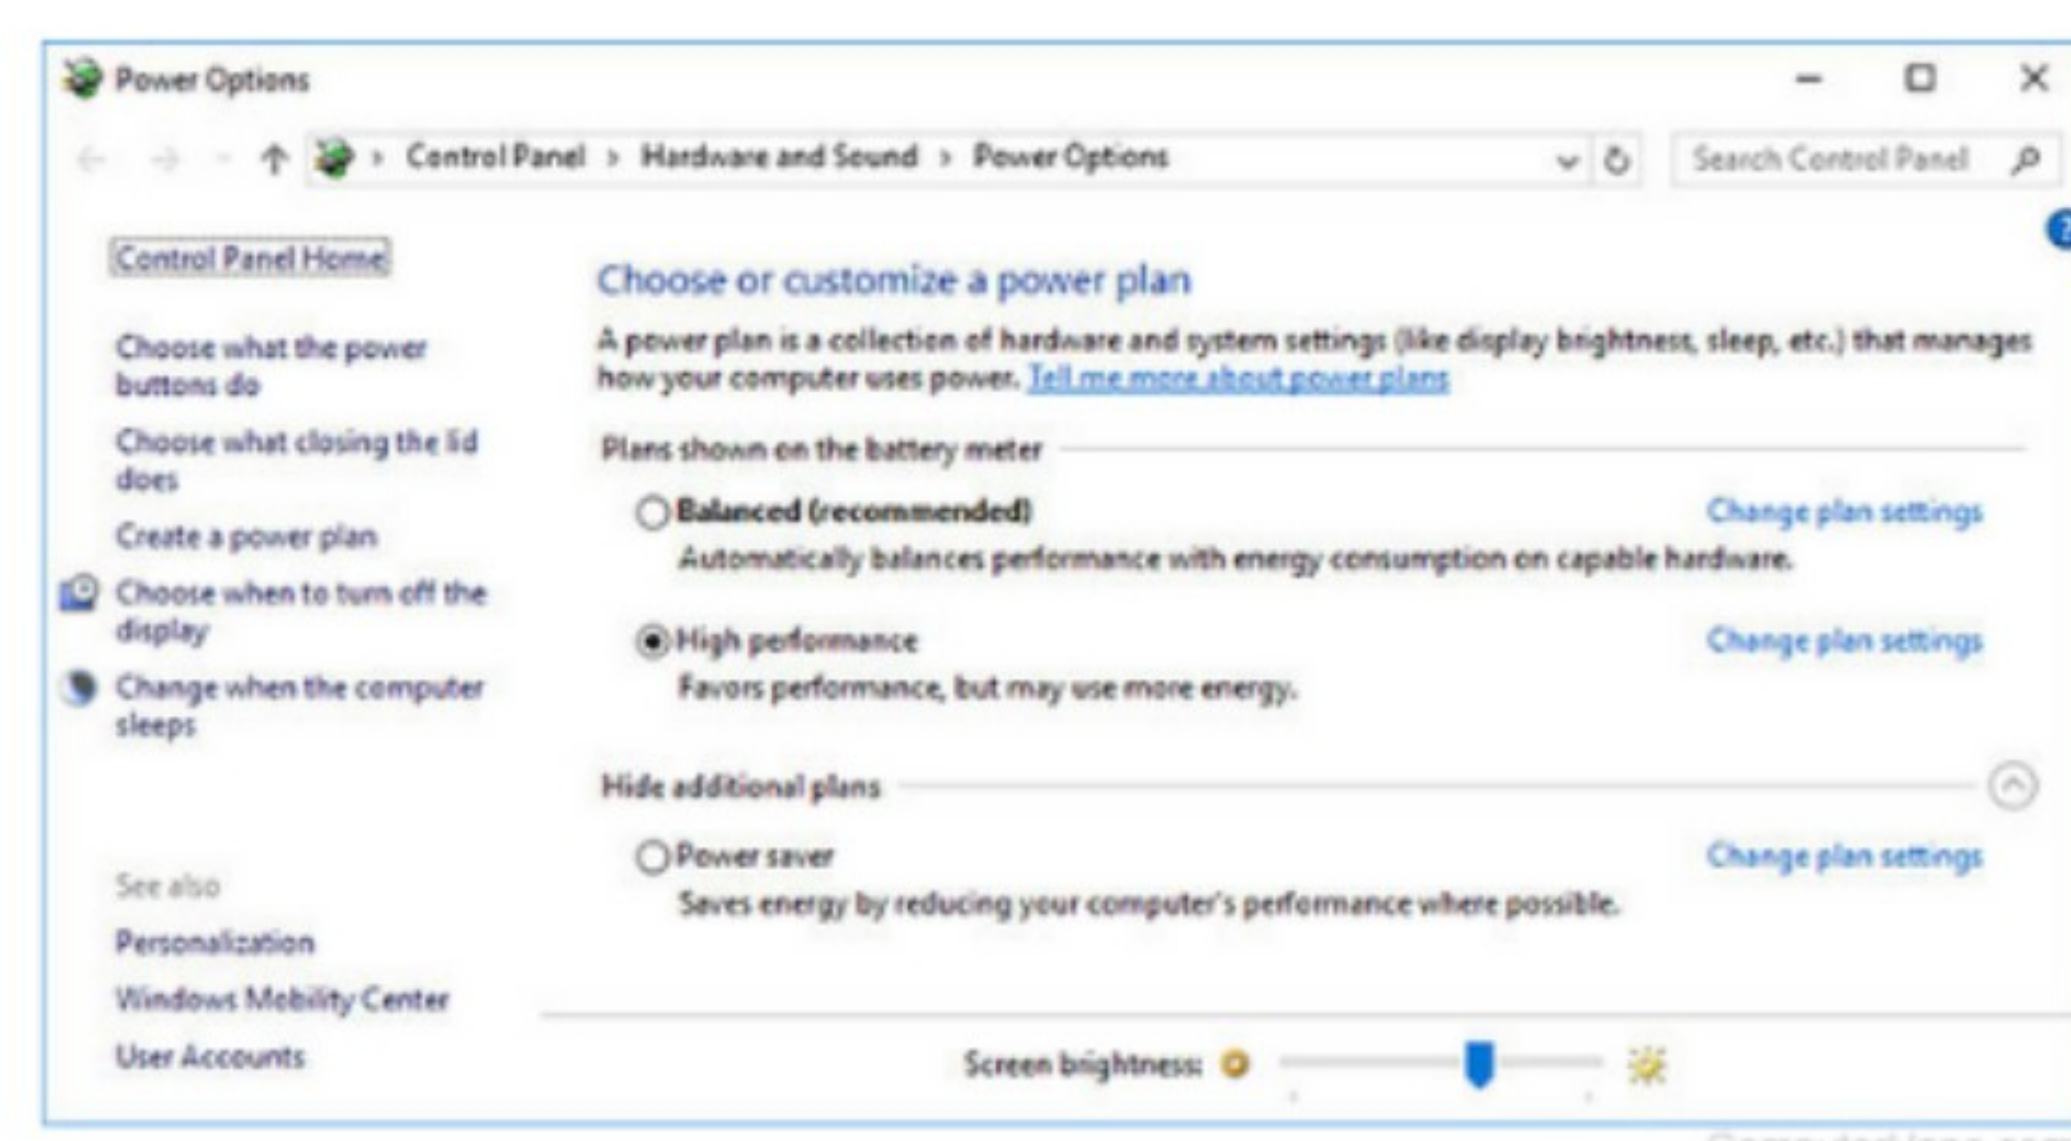 Power Options
Control Panel > Hardware and Sound > Power Options
Search Control Panel
Control Panel Home
Choose what the power
buttons do
Choose what closing the lid
does
Create a power plan
Choose when to turn off the
display
Change when the computer
sleeps
See also
Personalization
Windows Mobility Center
User Accounts
?
Choose or customize a power plan
A power plan is a collection of hardware and system settings (like display brightness, sleep, etc.) that manages
how your computer uses power. Tell me more about power plans
Plans shown on the battery meter
Balanced (recommended)
Change plan settings
Automatically balances performance with energy consumption on capable hardware.
High performance
Change plan settings
Favors performance, but may use more energy.
Hide additional plans
Power saver
Change plan settings
Saves energy by reducing your computer's performance where possible.
Screen brightness: